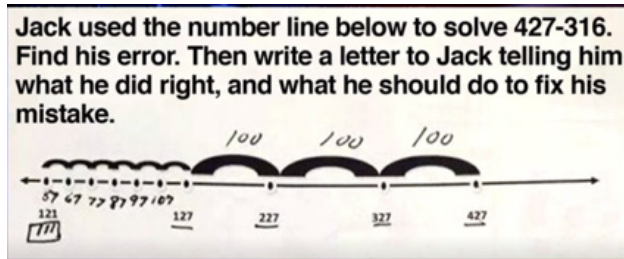 Jack used the number line below to solve 427-316.
Find his error. Then write a letter to Jack telling him
what he did right, and what he should do to fix his
mistake.
100 100 100
57 67 77 87 97 107
121 127 227 327 427
111